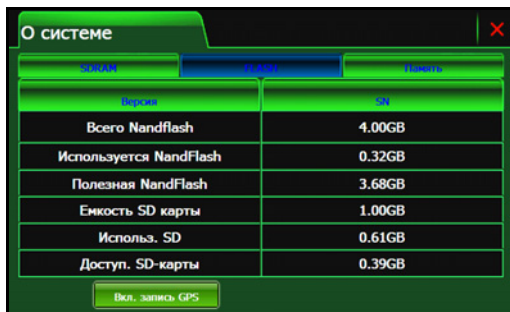 О системе
SDRAM FLASH Память
Версия SN
Всего Nandflash 4.00GB
Используется NandFlash 0.32GB
Полезная NandFlash 3.68GB
Емкость SD карты 1.00GB
Использ. SD 0.61GB
Доступ. SD-карты 0.39GB
Вкл. запись GPS